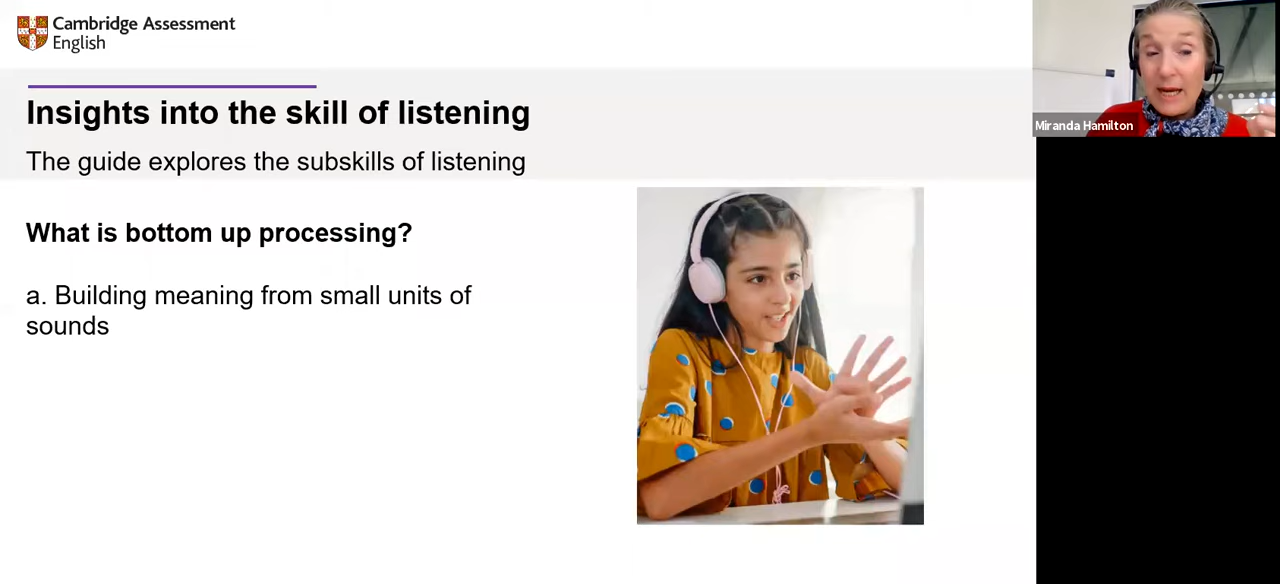 Cambridge Assessment
English
Insights into the skill of listening
The guide explores the subskills of listening
What is bottom up processing?
a. Building meaning from small units of
sounds
Miranda Hamilton